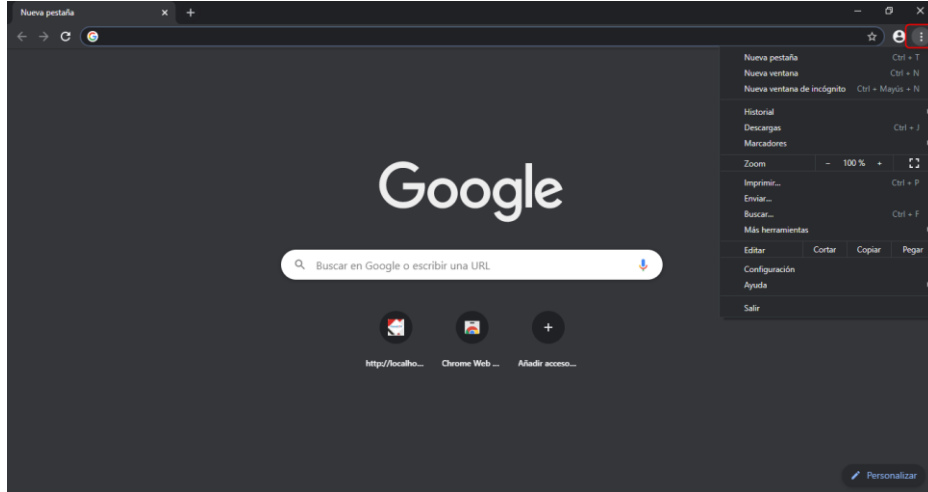 Nueva pestaña
Nueva pestaña Ctrl + T
Nueva ventana Ctrl + N
Nueva ventana de incógnito Ctrl + Mayús + N
Historial
Descargas Ctrl + J
Marcadores
Zoom - 100 % +
Imprimir... Ctrl + P
Enviar...
Buscar... Ctrl + F
Más herramientas
Editar Cortar Copiar Pegar
Configuración
Ayuda
Salir
Google
Buscar en Google o escribir una URL
http://localho... Chrome Web ... Añadir acceso...
Personalizar